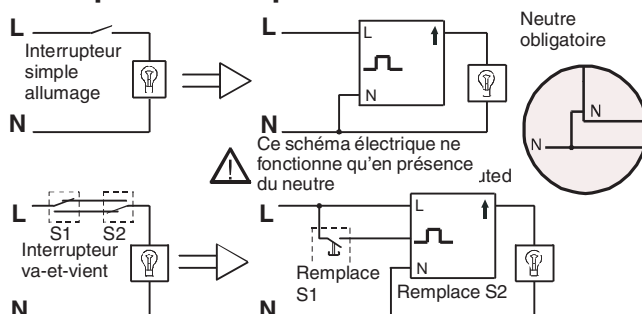 L
Interrupteur
simple
allumage
N
L
L
N
N
Neutre
obligatoire
N
N
Ce schéma électrique ne
fonctionne qu'en présence
du neutre
uted
L
S1 S2
Interrupteur
va-et-vient
N
L
L
N
Remplace
S1
Remplace S2
N